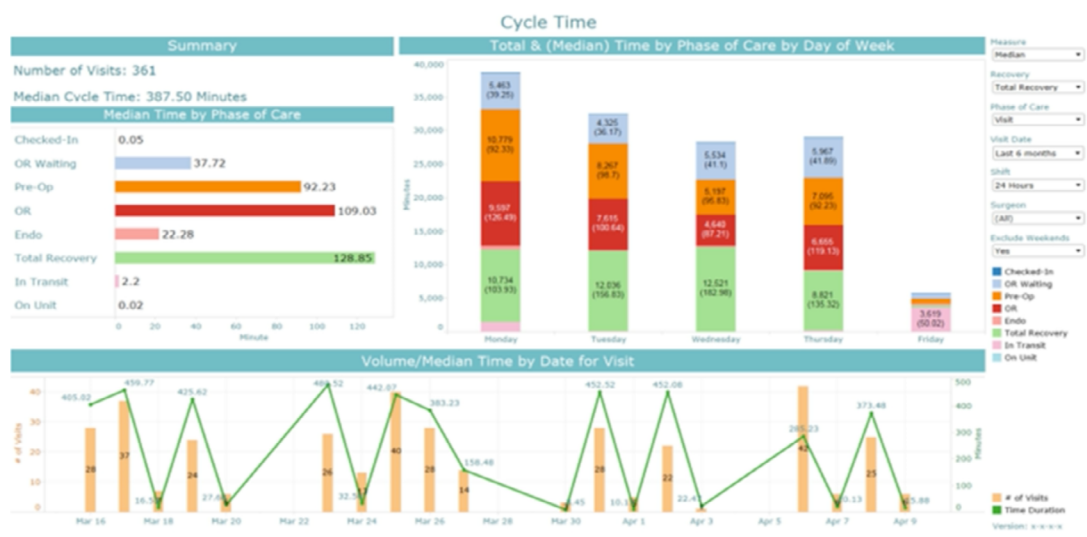 Cycle Time
Summary
Number of Visits: 361
Median Cycle Time: 387.50 Minutes
Median Time by Phase of Care
Checked-In 0.05
OR Waiting 37.72
Pre-Op 92.23
OR 109.03
Endo 22.28
Total Recovery 128.85
In Transit 2.2
On Unit 0.02
0 20 40 60 80 100 120
Minute
Total & (Median) Time by Phase of Care by Day of Week
40,000
35,000
30,000
25,000
20,000
15,000
10,000
5,000
0
Minutes
5,463
(39.25)
10,779
(92.33)
9,597
(126.49)
10,734
(103.93)
4,325
(36.17)
8,267
(98.7)
7,615
(100.64)
12,036
(156.83)
5,534
(41.1)
5,197
(95.83)
4,640
(87.21)
12,521
(182.98)
5,967
(41.89)
7,095
(92.23)
6,655
(119.13)
8,821
(135.32)
3,619
(50.02)
Monday Tuesday Wednesday Thursday Friday
Measure
Median
Recovery
Total Recovery
Phase of Care
Visit
Visit Date
Last 6 months
Shift
24 Hours
Surgeon
(All)
Exclude Weekends
Yes
Checked-In
OR Waiting
Pre-Op
OR
Endo
Total Recovery
In Transit
On Unit
Volume/Median Time by Date for Visit
40
30
20
10
0
# of Visits
405.02 459.77 425.62 442.07 383.23 158.48 452.52 452.08 373.48
28 37 24 26 40 28 14 28 22 42 25
500
400
300
200
100
0
Minutes
Mar 16 Mar 18 Mar 20 Mar 22 Mar 24 Mar 26 Mar 28 Mar 30 Apr 1 Apr 3 Apr 5 Apr 7 Apr 9
# of Visits
Time Duration
Version: x-x-x-x